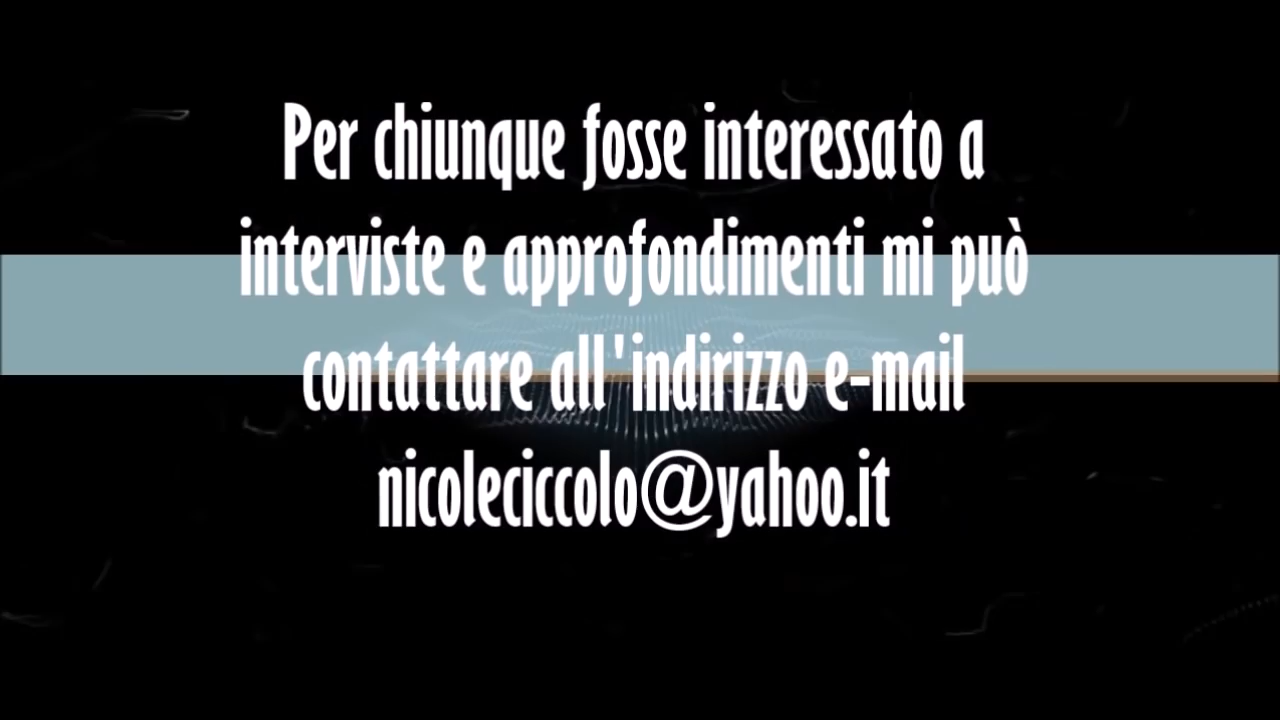 Per chiunque fosse interessato a
interviste e approfondimenti mi può
contattare all'indirizzo e-mail
nicoleciccolo@yahoo.it